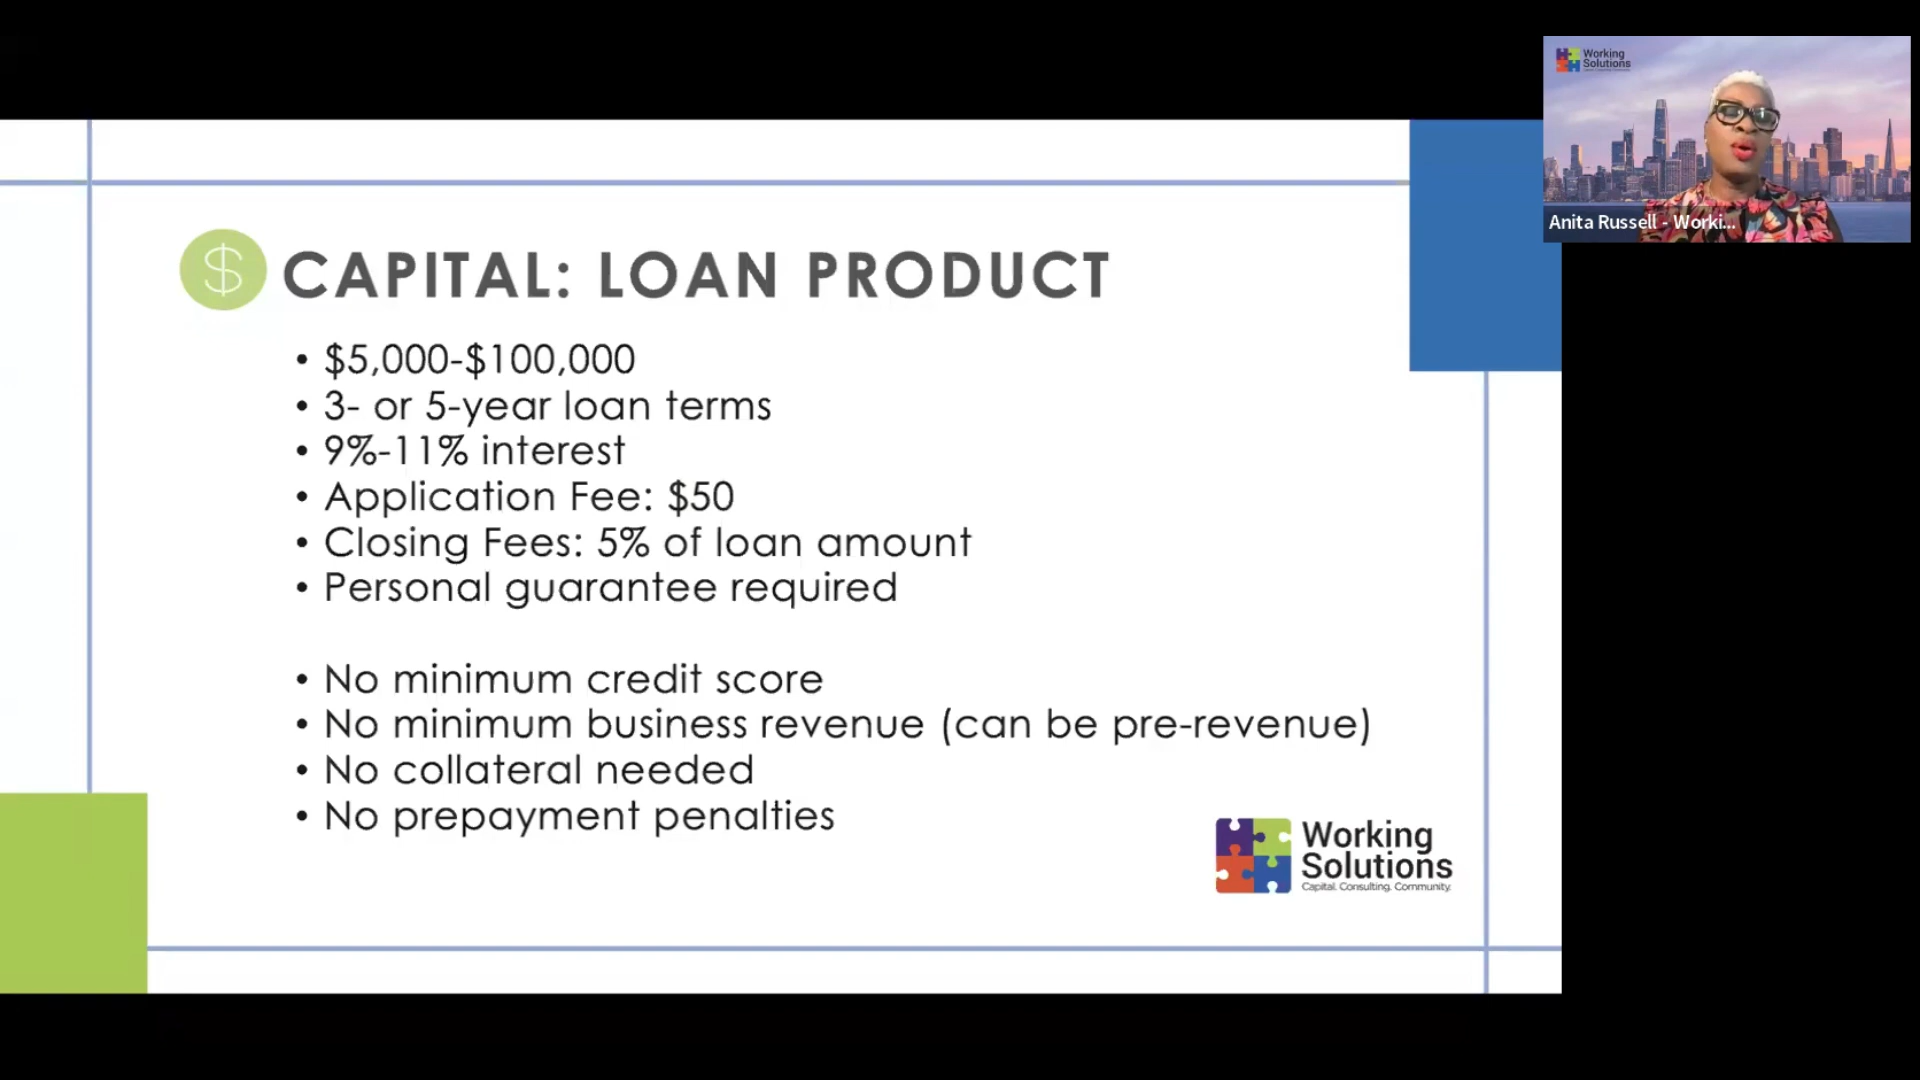 Working
Solutions
Anita Russell - Worki...
$ CAPITAL: LOAN PRODUCT
• $5,000-$100,000
• 3- or 5-year loan terms
• 9%-11% interest
• Application Fee: $50
• Closing Fees: 5% of loan amount
• Personal guarantee required
• No minimum credit score
• No minimum business revenue (can be pre-revenue)
• No collateral needed
• No prepayment penalties
Working
Solutions
Capital. Consulting. Community.